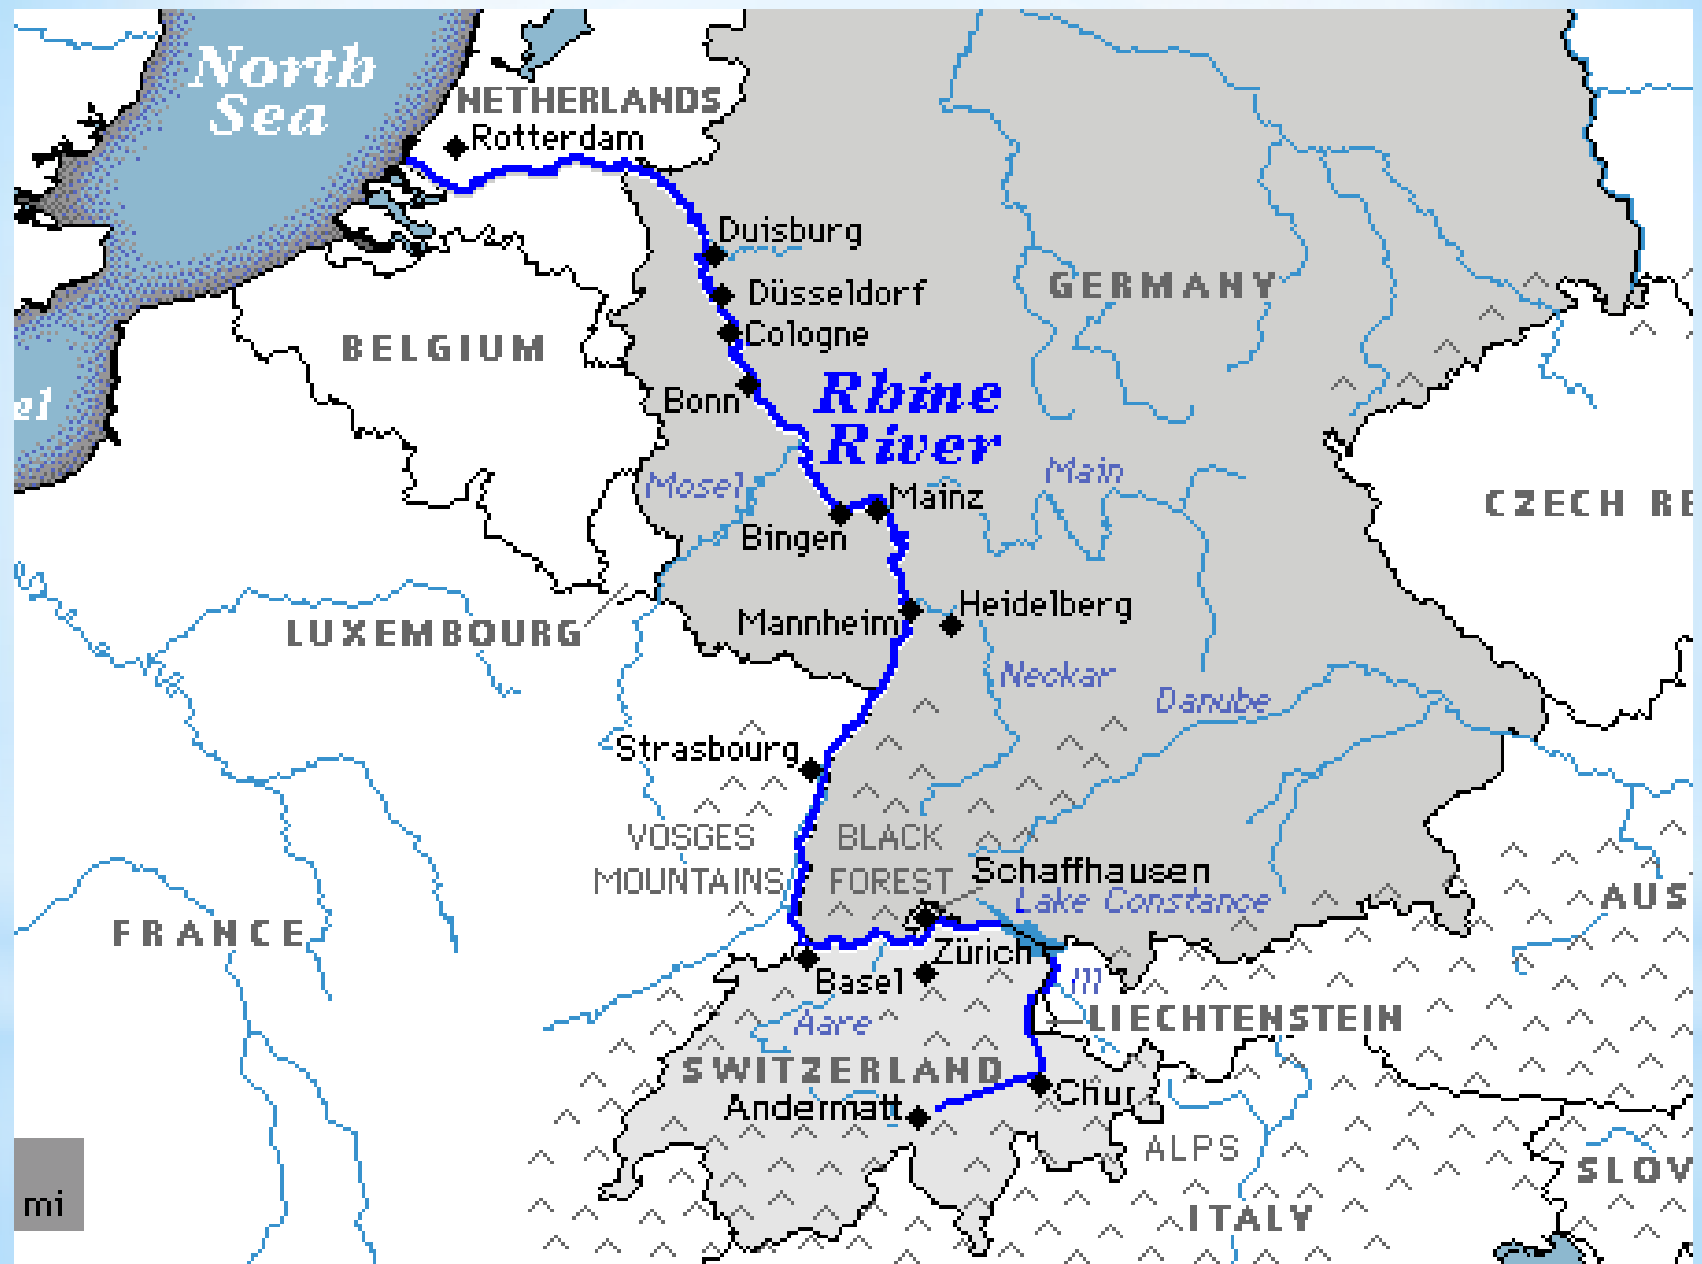 North
Sea
NETHERLANDS
Rotterdam
Duisburg
GERMANY
Düsseldorf
BELGIUM
Cologne
Rhine
River
Bonn
el
Mosel
Main
Mainz
CZECH RE
Bingen
Heidelberg
LUXEMBOURG
Mannheim
Neckar
Danube
Strasbourg
VOSGES
MOUNTAINS
BLACK
FOREST
Schaffhausen
Lake Constance
AUS
FRANCE
Zürich
Basel
Ill
Aare
LIECHTENSTEIN
SWITZERLAND
Chur
Andermatt
ALPS
SLOV
mi
ITALY